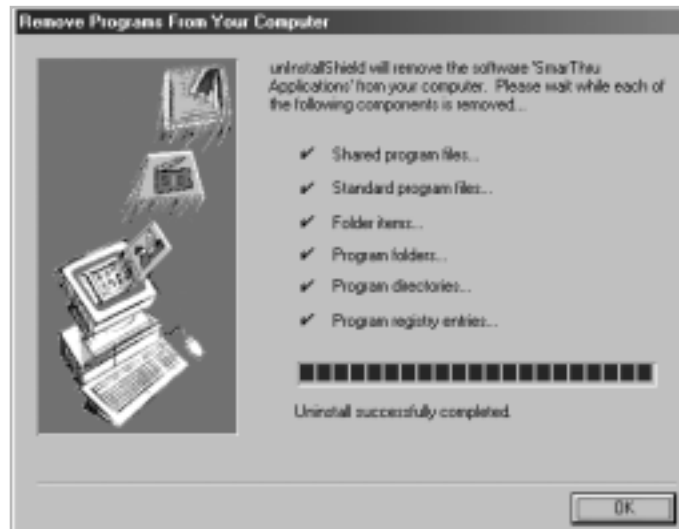 Remove Programs From Your Computer
unInstallShield will remove the software 'SmarThru
Applications' from your computer. Please wait while each of
the following components is removed...
Shared program files...
Standard program files...
Folder items...
Program folders...
Program directories...
Program registry entries...
Uninstall successfully completed.
OK